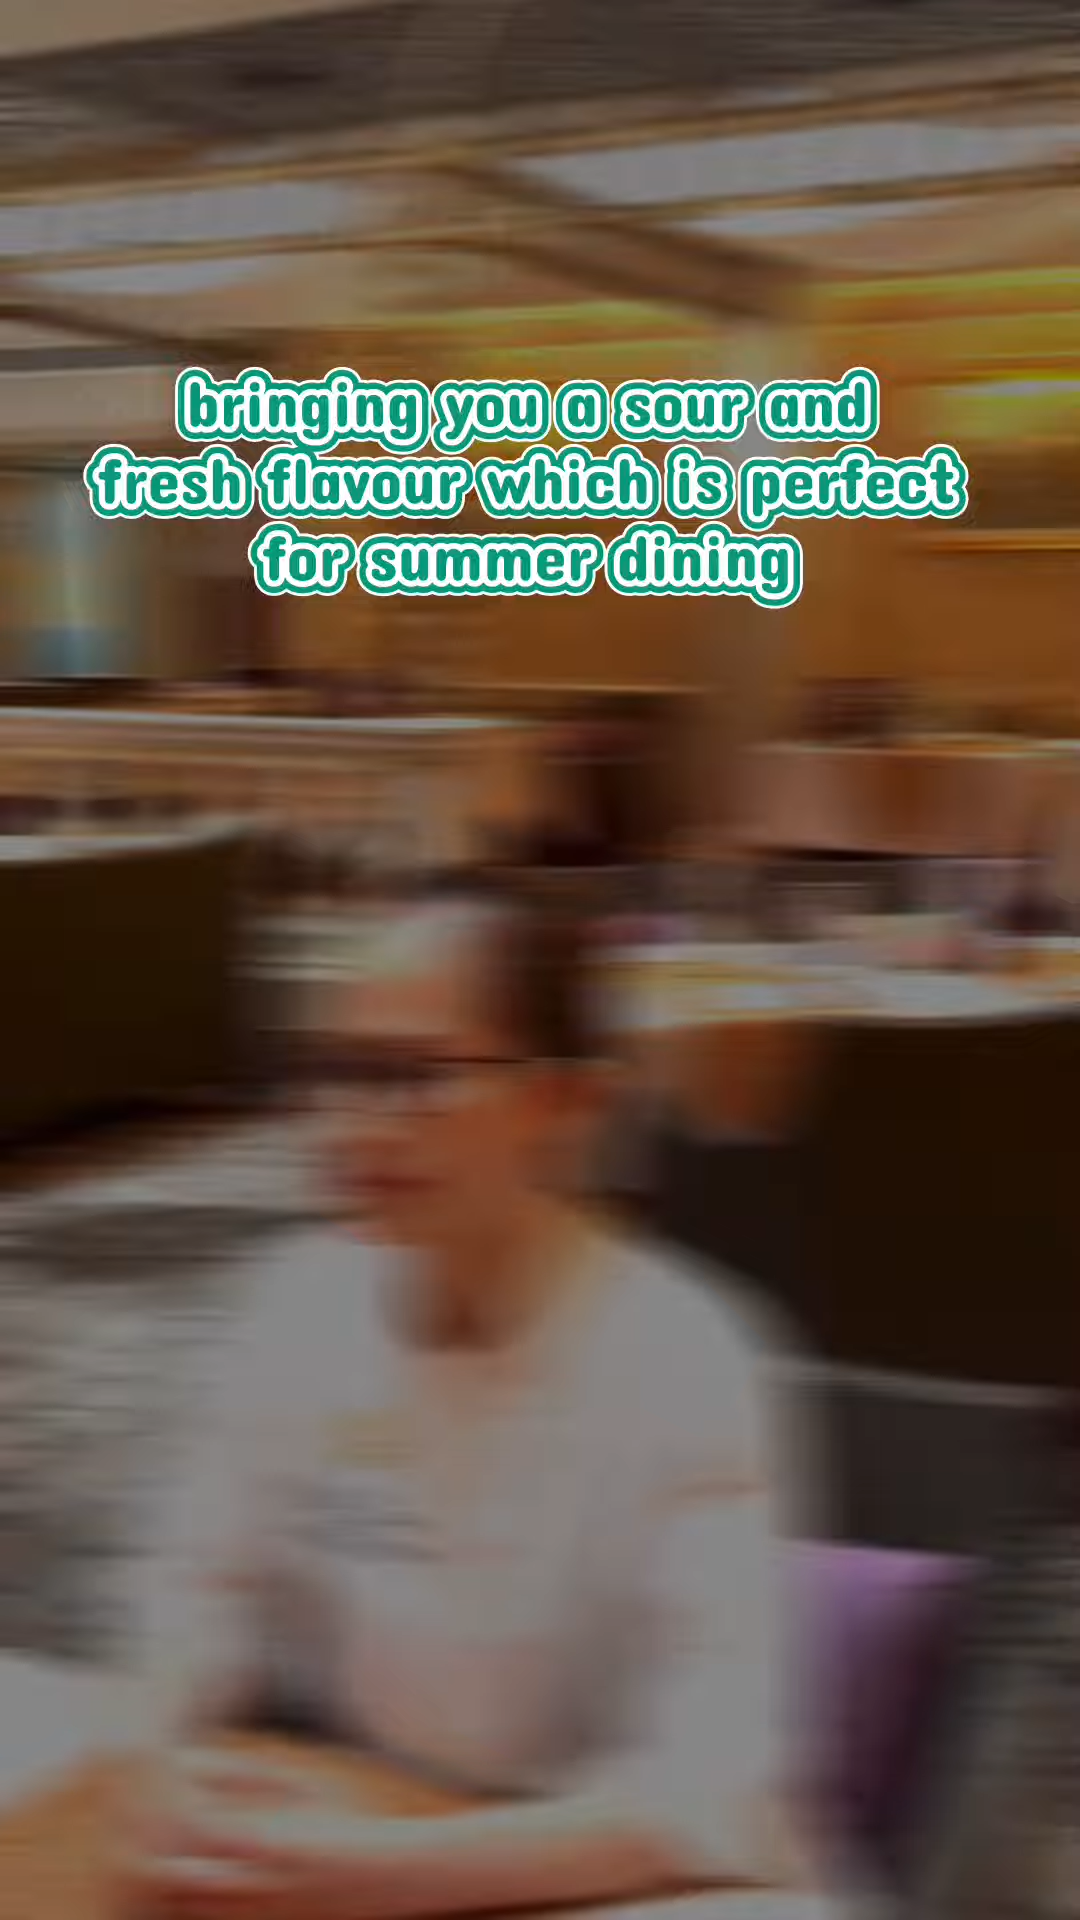 bringing you a sour and
fresh flavour which is perfect
for summer dining